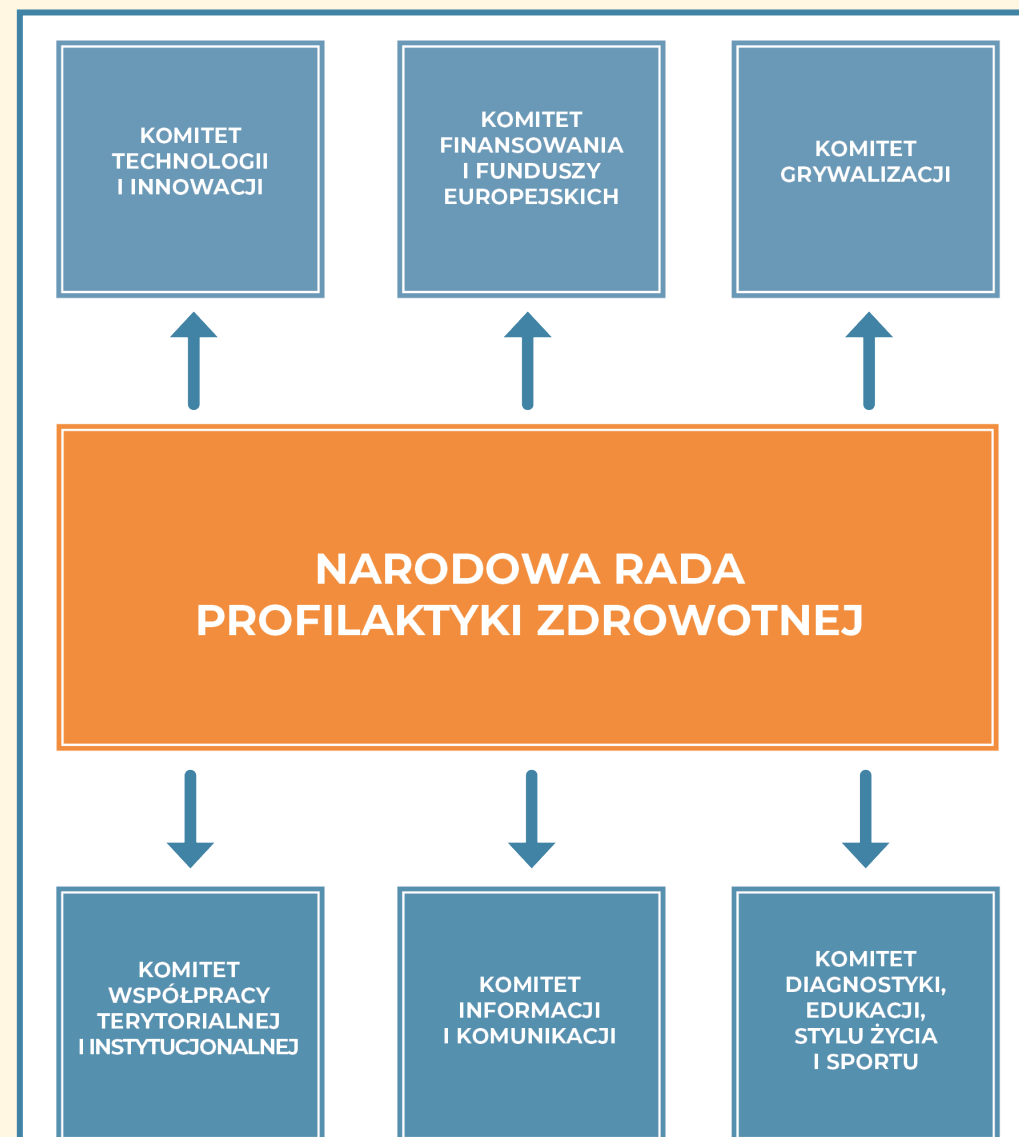 KOMITET
TECHNOLOGII
I INNOWACJI
KOMITET
FINANSOWANIA
I FUNDUSZY
EUROPEJSKICH
KOMITET
GRYWALIZACJI
NARODOWA RADA
PROFILAKTYKI ZDROWOTNEJ
KOMITET
WSPÓŁPRACY
TERYTORIALNEJ
I INSTYTUCJONALNEJ
KOMITET
INFORMACJI
I KOMUNIKACJI
KOMITET
DIAGNOSTYKI,
EDUKACJI,
STYLU ŻYCIA
I SPORTU